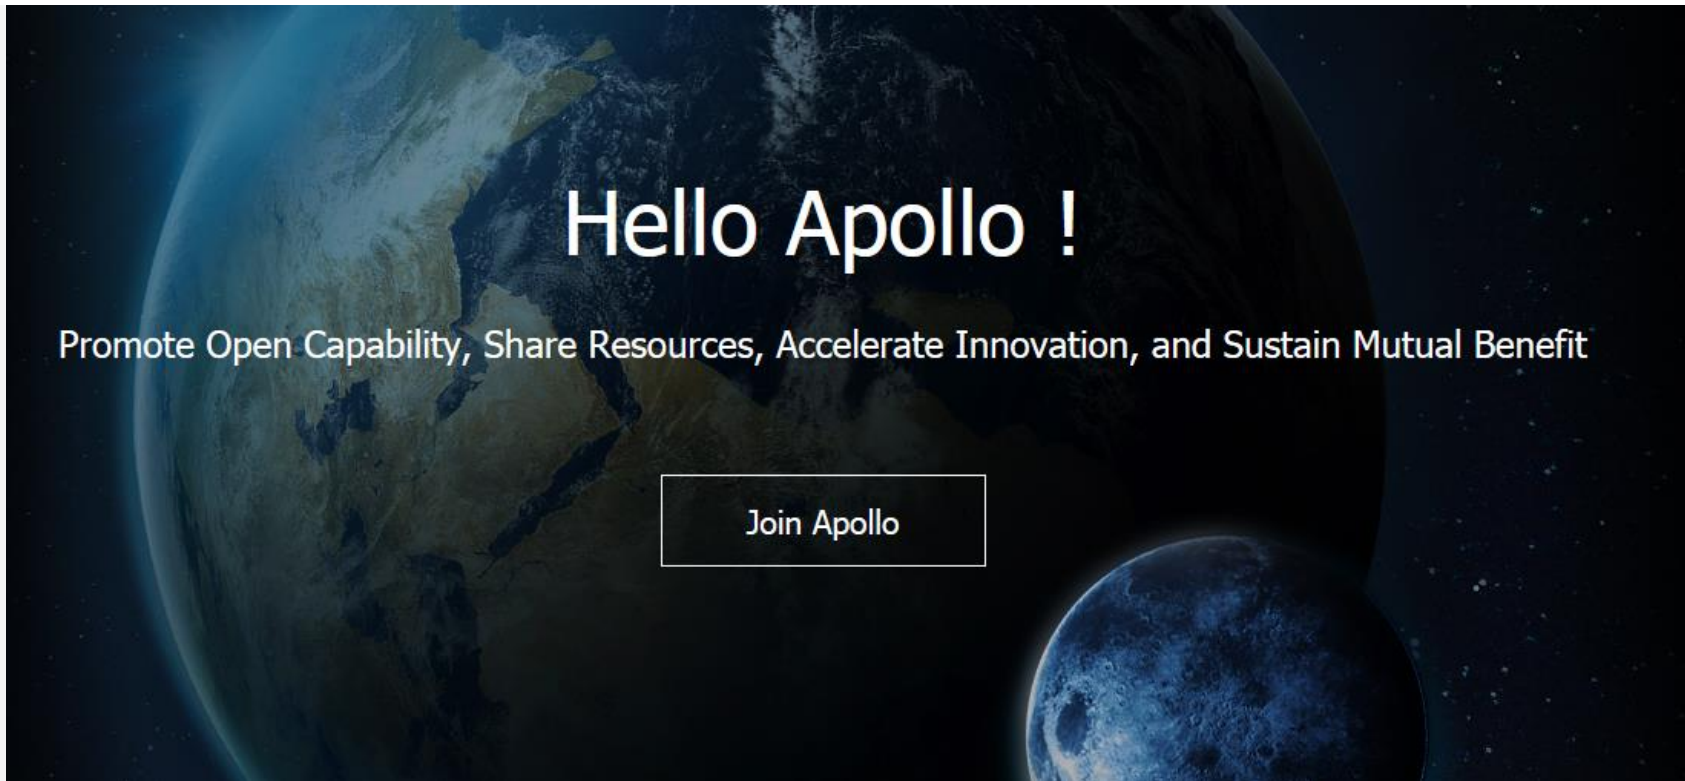 Hello Apollo !
Promote Open Capability, Share Resources, Accelerate Innovation, and Sustain Mutual Benefit
Join Apollo